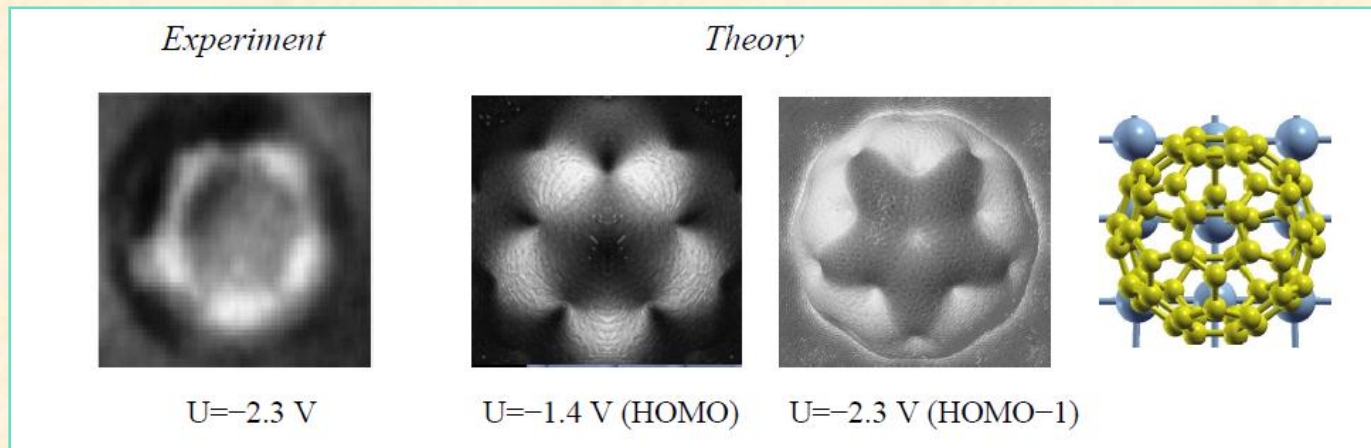 Experiment
Theory
U=−2.3 V
U=−1.4 V (HOMO)
U=−2.3 V (HOMO−1)